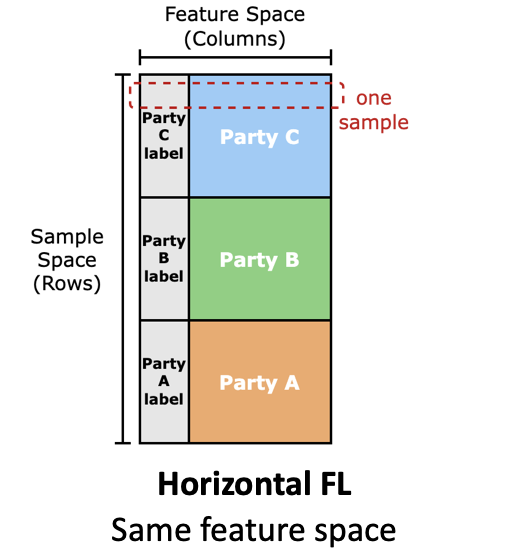 Feature Space
(Columns)
one
sample
Party
C
label
Party C
Sample
Space
(Rows)
Party
B
label
Party B
Party
A
label
Party A
Horizontal FL
Same feature space